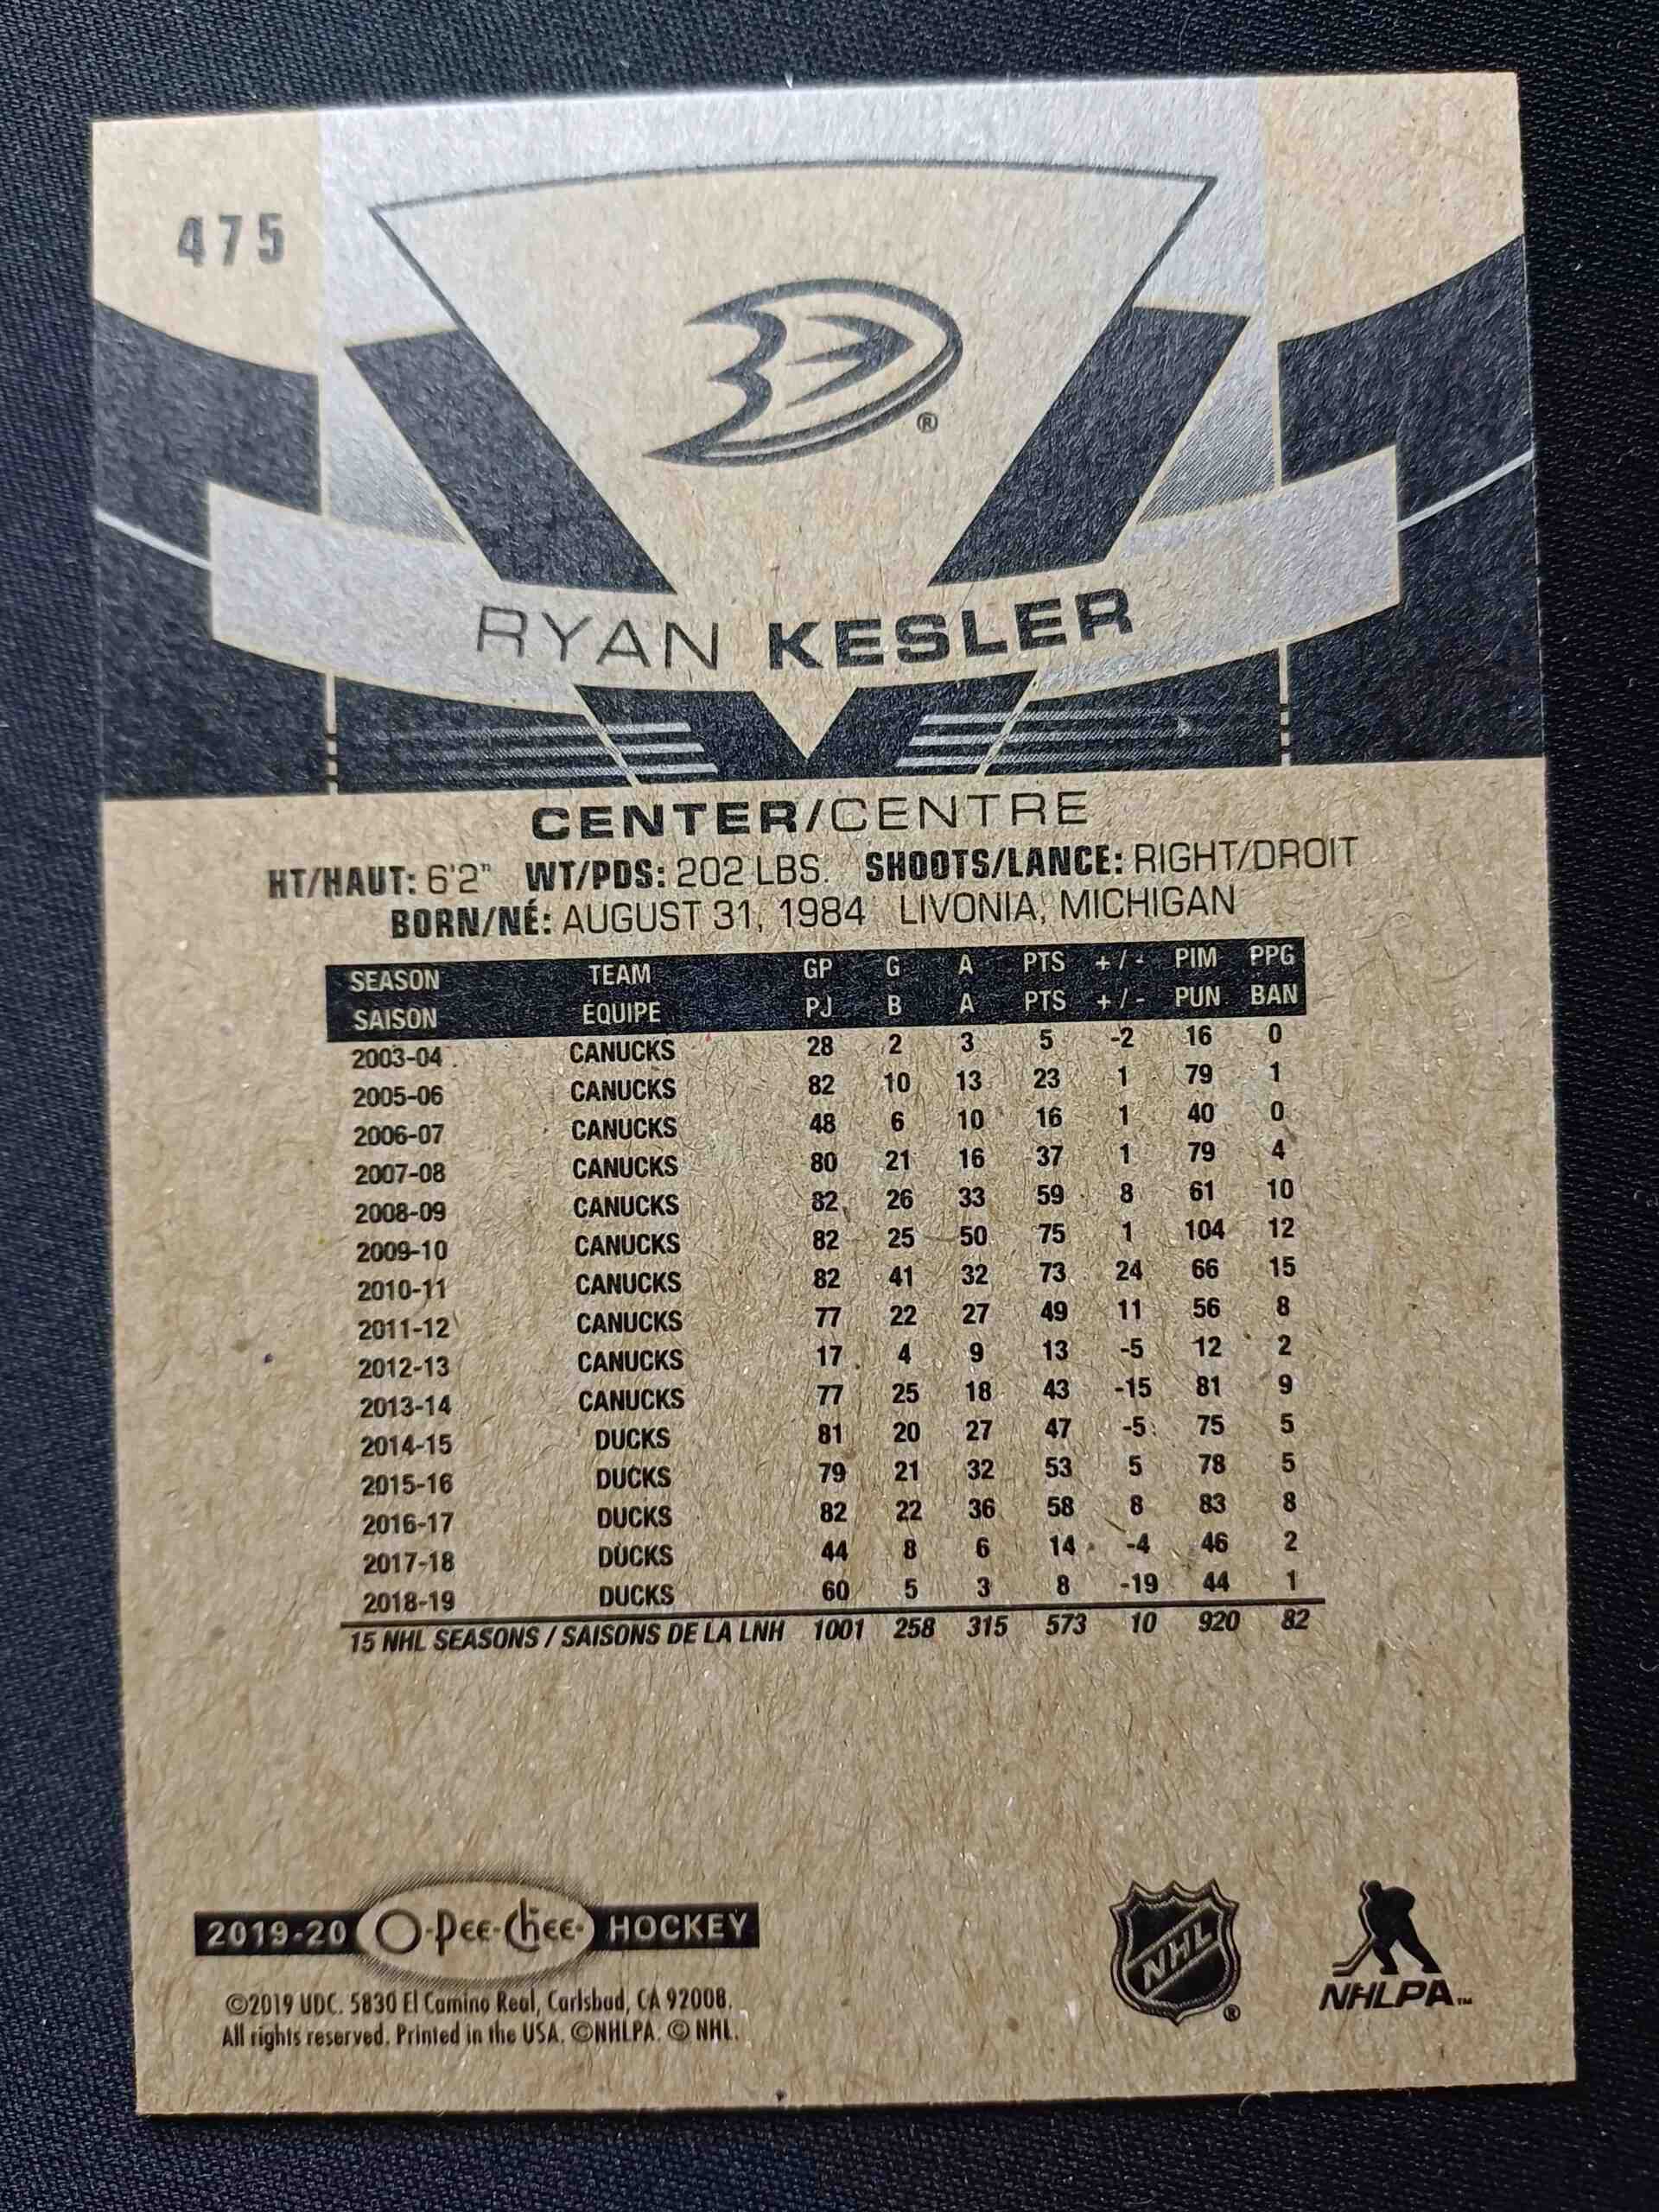 475
®
RYAN KESLER
CENTER/CENTRE
HT/HAUT: 6'2" WT/PDS: 202 LBS. SHOOTS/LANCE: RIGHT/DROIT
BORN/NÉ: AUGUST 31, 1984 LIVONIA, MICHIGAN
SEASON TEAM GP G A PTS +/- PIM PPG
SAISON ÉQUIPE PJ B A PTS +/- PUN BAN
2003-04 CANUCKS 28 2 3 5 -2 16 0
2005-06 CANUCKS 82 10 13 23 1 79 1
2006-07 CANUCKS 48 6 10 16 1 40 0
2007-08 CANUCKS 80 21 16 37 1 79 4
2008-09 CANUCKS 82 26 33 59 8 61 10
2009-10 CANUCKS 82 25 50 75 1 104 12
2010-11 CANUCKS 82 41 32 73 24 66 15
2011-12 CANUCKS 77 22 27 49 11 56 8
2012-13 CANUCKS 17 4 9 13 -5 12 2
2013-14 CANUCKS 77 25 18 43 -15 81 9
2014-15 DUCKS 81 20 27 47 -5 75 5
2015-16 DUCKS 79 21 32 53 5 78 5
2016-17 DUCKS 82 22 36 58 8 83 8
2017-18 DUCKS 44 8 6 14 -4 46 2
2018-19 DUCKS 60 5 3 8 -19 44 1
15 NHL SEASONS / SAISONS DE LA LNH 1001 258 315 573 10 920 82
2019-20 O-Pee-Chee HOCKEY
©2019 UDC. 5830 El Camino Real, Carlsbad, CA 92008.
All rights reserved. Printed in the USA. ©NHLPA. © NHL.
NHL ®
NHLPA™